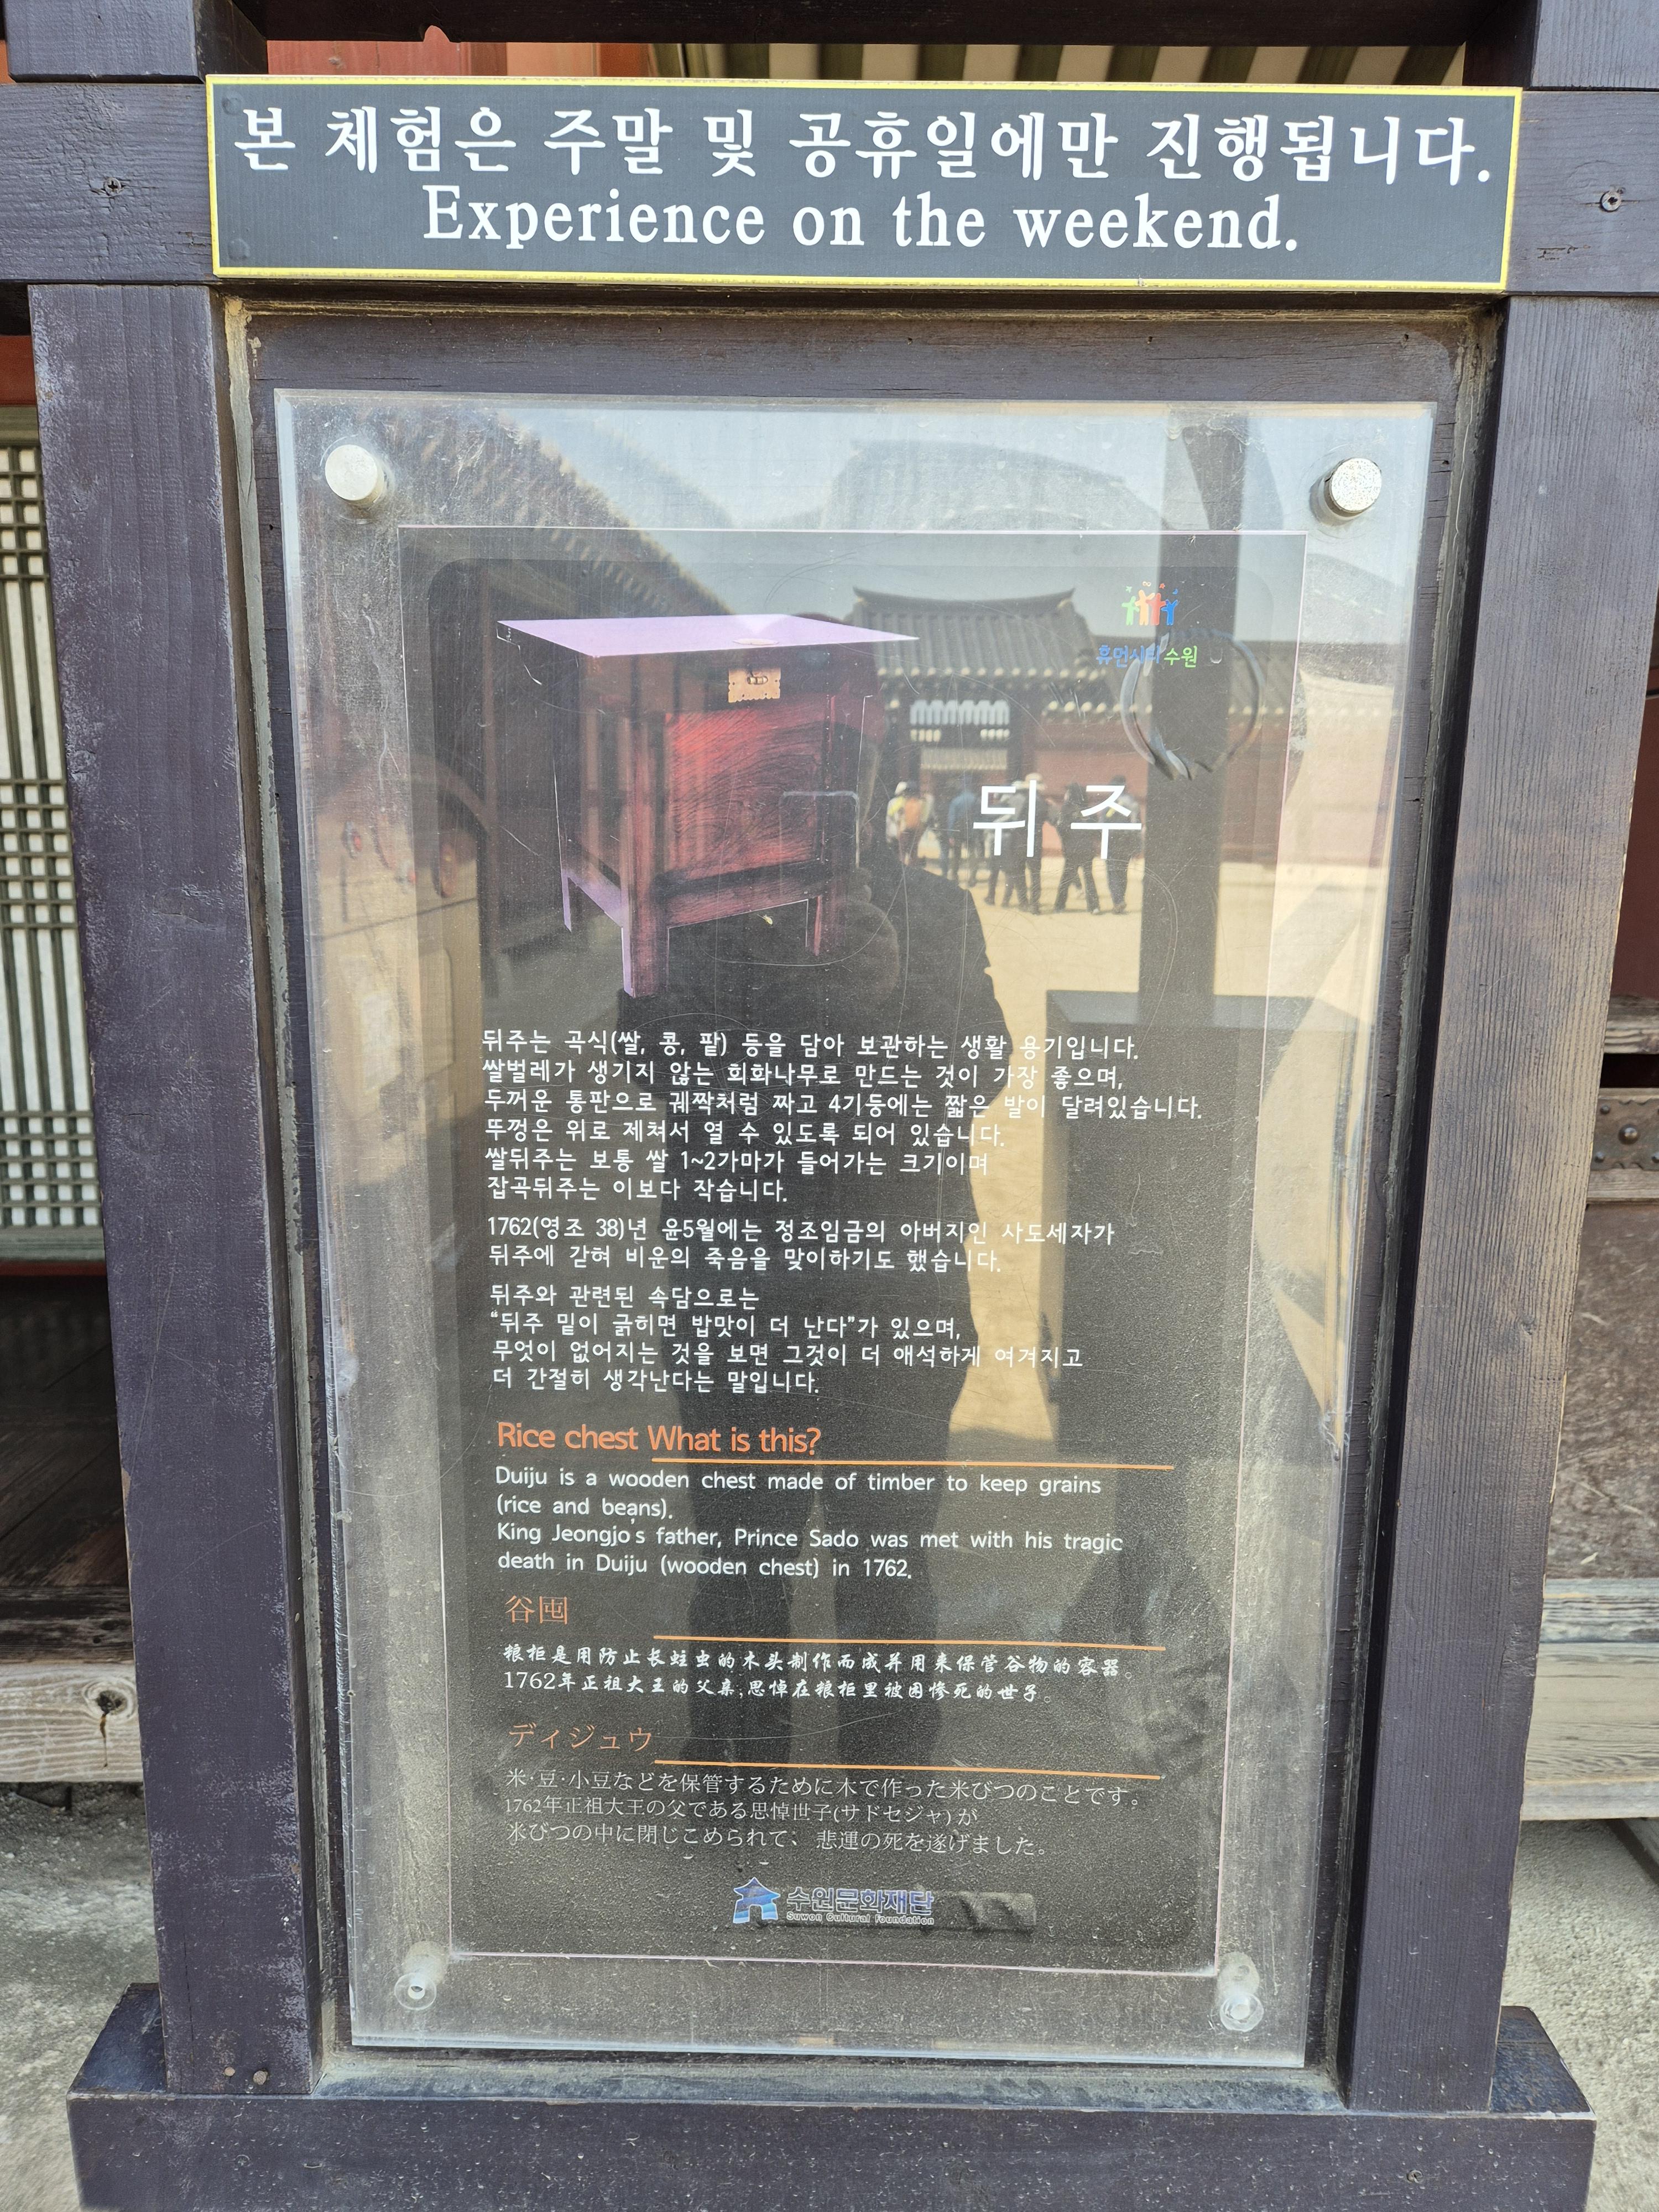 본 체험은 주말 및 공휴일에만 진행됩니다.
Experience on the weekend.
휴먼시티 수원
뒤주
뒤주는 곡식(쌀, 콩, 팥) 등을 담아 보관하는 생활 용기입니다.
쌀벌레가 생기지 않는 회화나무로 만드는 것이 가장 좋으며,
두꺼운 통판으로 궤짝처럼 짜고 4기둥에는 짧은 발이 달려있습니다.
뚜껑은 위로 제쳐서 열 수 있도록 되어 있습니다.
쌀뒤주는 보통 쌀 1~2가마가 들어가는 크기이며
잡곡뒤주는 이보다 작습니다.
1762(영조 38)년 윤5월에는 정조임금의 아버지인 사도세자가
뒤주에 갇혀 비운의 죽음을 맞이하기도 했습니다.
뒤주와 관련된 속담으로는
“뒤주 밑이 긁히면 밥맛이 더 난다”가 있으며,
무엇이 없어지는 것을 보면 그것이 더 애석하게 여겨지고
더 간절히 생각난다는 말입니다.
Rice chest What is this?
Duiju is a wooden chest made of timber to keep grains
(rice and beans).
King Jeongjo's father, Prince Sado was met with his tragic
death in Duiju (wooden chest) in 1762.
谷囤
粮柜是用防止长蛀虫的木头制作而成并用来保管谷物的容器。
1762年正祖大王的父亲,思悼在粮柜里被困惨死的世子。
ディジュウ
米·豆·小豆などを保管するために木で作った米びつのごとです。
1762年正祖大王の父である思悼世子(サドセジャ)が
米びつの中に閉じこめられて、悲運の死を遂げました。
수원문화재단
Suwon Cultural Foundation